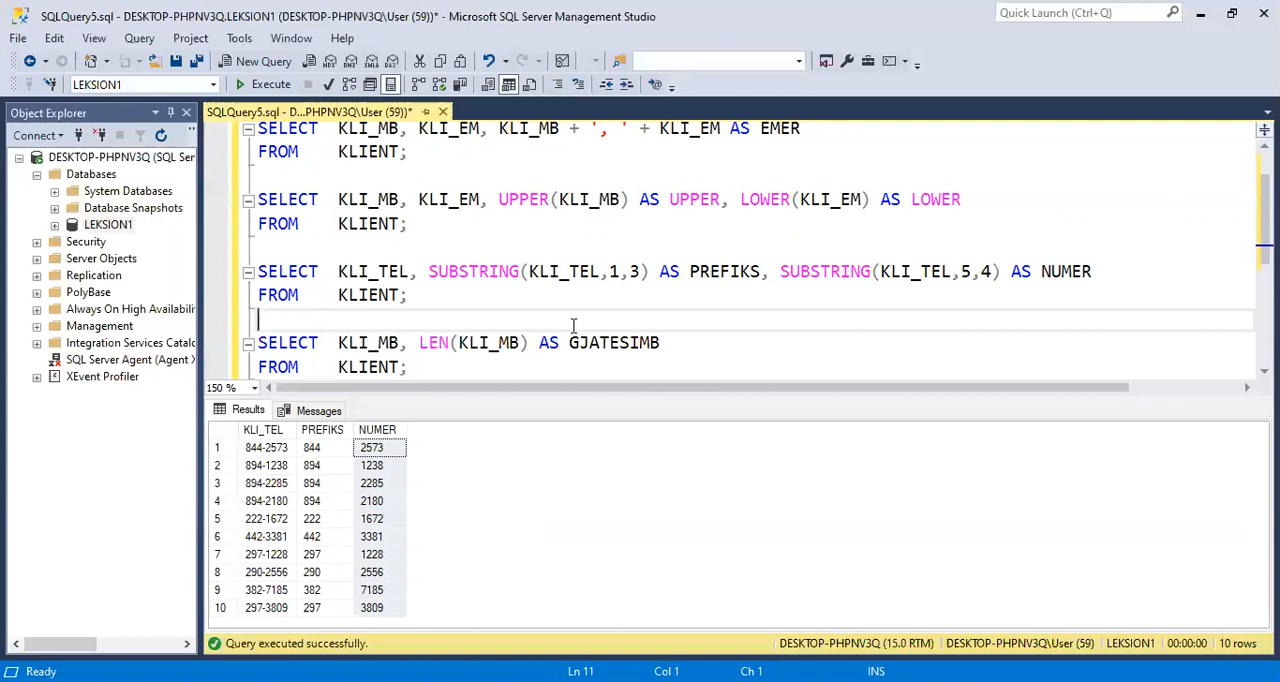 SQLQuery5.sql - DESKTOP-PHPNV3Q.LEKSION1 (DESKTOP-PHPNV3Q\User (59))* - Microsoft SQL Server Management Studio
Quick Launch (Ctrl+Q)
File Edit View Query Project Tools Window Help
New Query
LEKSION1 Execute
Object Explorer
SQLQuery5.sql - D...PHPNV3Q\User (59))*
Connect
DESKTOP-PHPNV3Q (SQL Ser
Databases
System Databases
Database Snapshots
LEKSION1
Security
Server Objects
Replication
PolyBase
Always On High Availabili
Management
Integration Services Catalo
SQL Server Agent (Agent X
XEvent Profiler
SELECT KLI_MB, KLI_EM, KLI_MB + ', ' + KLI_EM AS EMER
FROM KLIENT;
SELECT KLI_MB, KLI_EM, UPPER(KLI_MB) AS UPPER, LOWER(KLI_EM) AS LOWER
FROM KLIENT;
SELECT KLI_TEL, SUBSTRING(KLI_TEL,1,3) AS PREFIKS, SUBSTRING(KLI_TEL,5,4) AS NUMER
FROM KLIENT;
SELECT KLI_MB, LEN(KLI_MB) AS GJATESIMB
FROM KLIENT;
150 %
Results Messages
KLI_TEL PREFIKS NUMER
1 844-2573 844 2573
2 894-1238 894 1238
3 894-2285 894 2285
4 894-2180 894 2180
5 222-1672 222 1672
6 442-3381 442 3381
7 297-1228 297 1228
8 290-2556 290 2556
9 382-7185 382 7185
10 297-3809 297 3809
Query executed successfully. DESKTOP-PHPNV3Q (15.0 RTM) DESKTOP-PHPNV3Q\User (59) LEKSION1 00:00:00 10 rows
Ready Ln 11 Col 1 Ch 1 INS